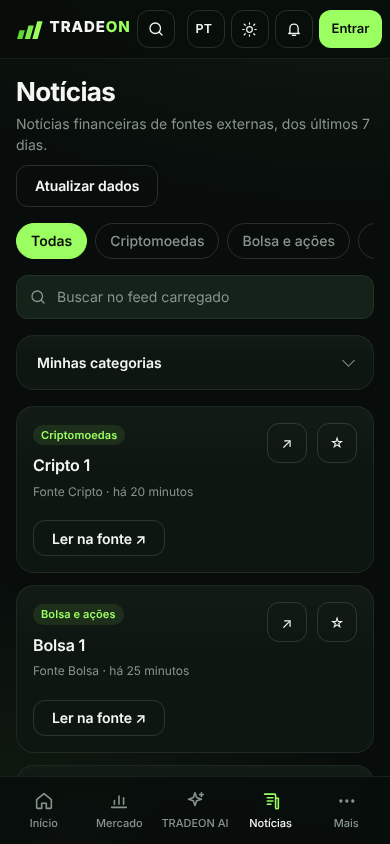 TRADEON
PT
Entrar
Notícias
Notícias financeiras de fontes externas, dos últimos 7
dias.
Atualizar dados
Todas
Criptomoedas
Bolsa e ações
Buscar no feed carregado
Minhas categorias
Criptomoedas
Cripto 1
Fonte Cripto · há 20 minutos
Ler na fonte ↗
Bolsa e ações
Bolsa 1
Fonte Bolsa · há 25 minutos
Ler na fonte ↗
Início
Mercado
TRADEON AI
Notícias
Mais